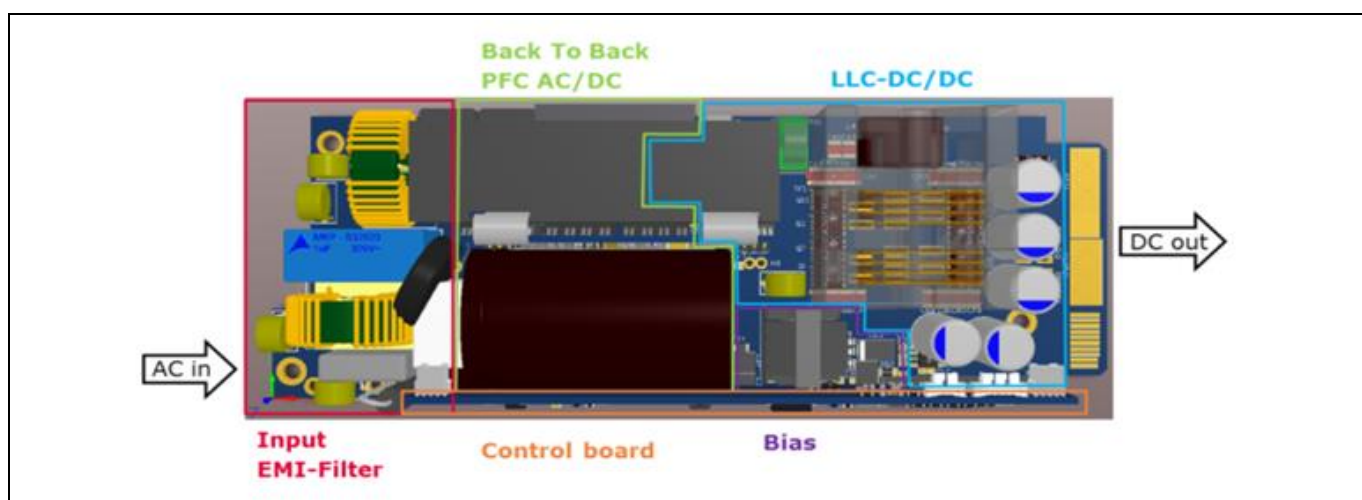 Back To Back
PFC AC/DC
LLC-DC/DC
DC out
AC in
Input
EMI-Filter
Control board
Bias